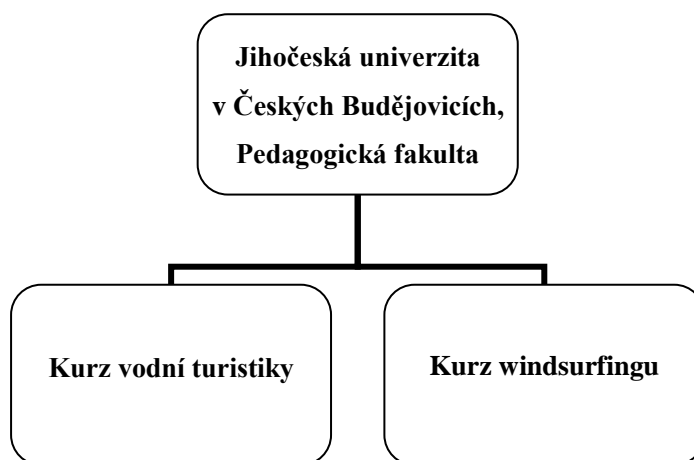 Jihočeská univerzita
v Českých Budějovicích,
Pedagogická fakulta
Kurz vodní turistiky
Kurz windsurfingu